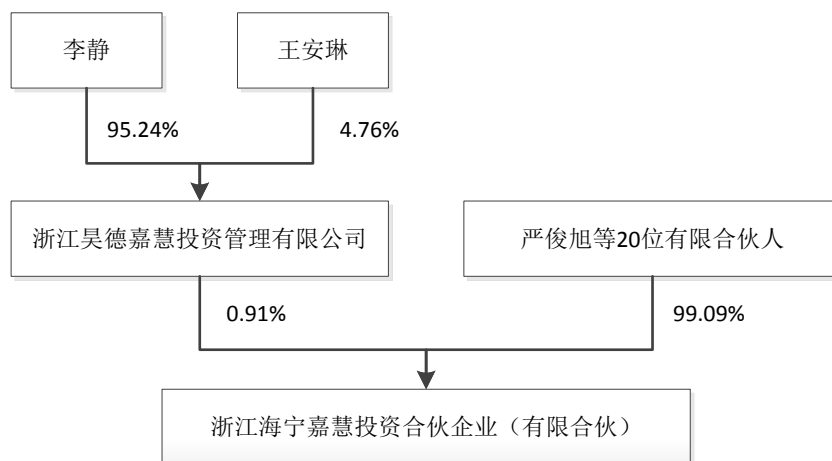 李静
王安琳
95.24%
4.76%
浙江昊德嘉慧投资管理有限公司
严俊旭等20位有限合伙人
0.91%
99.09%
浙江海宁嘉慧投资合伙企业（有限合伙）